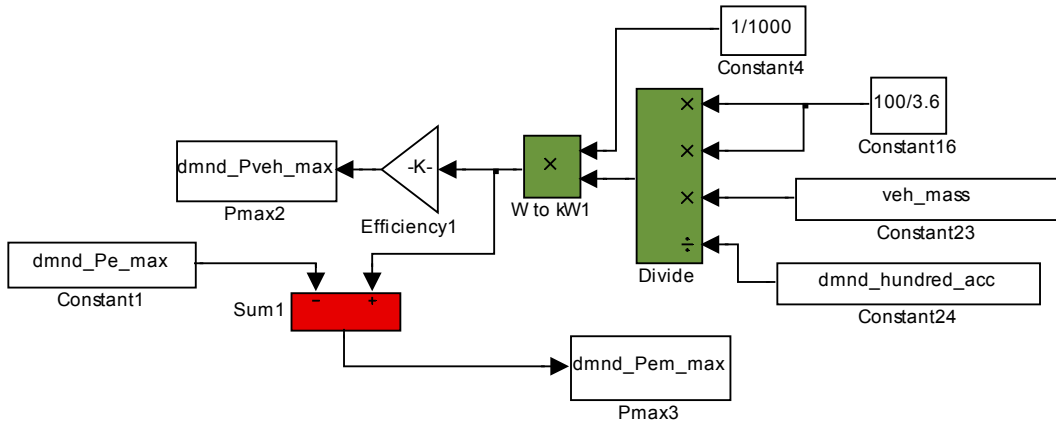 1/1000
Constant4
100/3.6
Constant16
×
×
×
÷
Divide
×
W to kW1
veh_mass
Constant23
dmnd_hundred_acc
Constant24
-K-
Efficiency1
dmnd_Pveh_max
Pmax2
dmnd_Pe_max
Constant1
− +
Sum1
dmnd_Pem_max
Pmax3